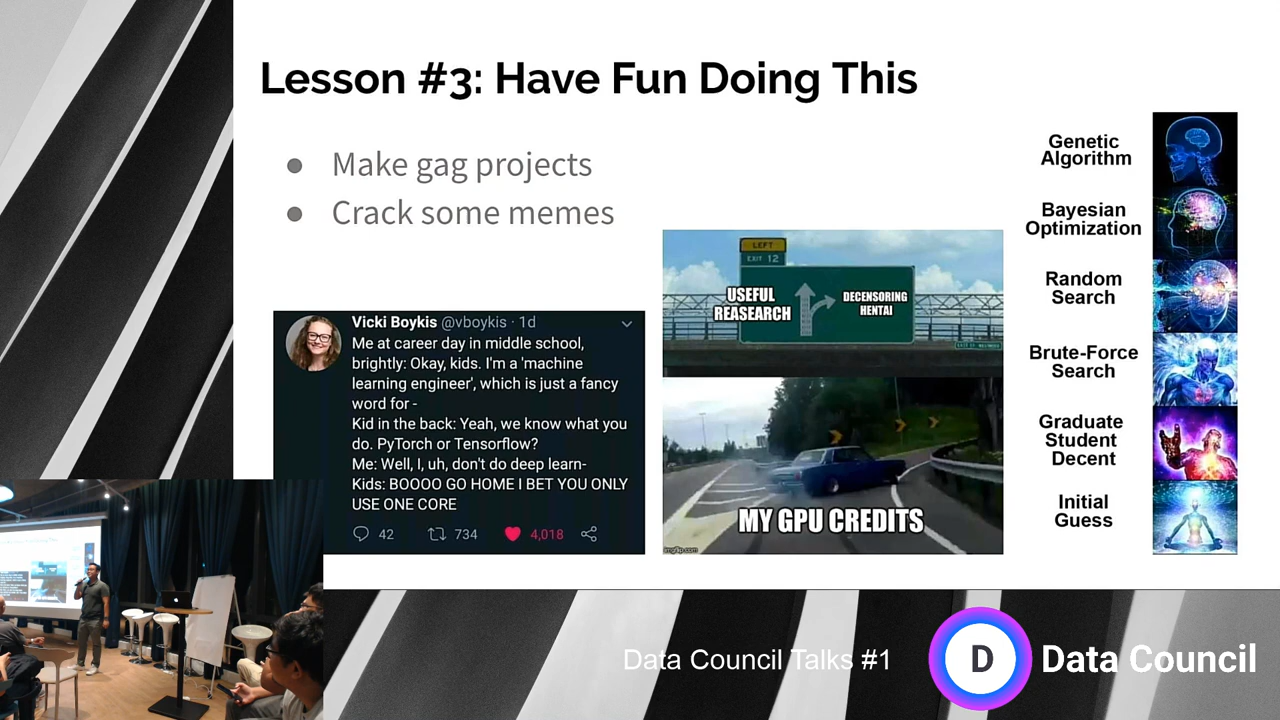 Lesson #3: Have Fun Doing This
Make gag projects
Crack some memes
Vicki Boykis @vboykis · 1d
Me at career day in middle school,
brightly: Okay, kids. I'm a 'machine
learning engineer', which is just a fancy
word for -
Kid in the back: Yeah, we know what you
do. PyTorch or Tensorflow?
Me: Well, I, uh, don't do deep learn-
Kids: BOOOO GO HOME I BET YOU ONLY
USE ONE CORE
42 734 4,018
LEFT
EXIT 12
USEFUL
REASEARCH
DECENSORING
HENTAI
MY GPU CREDITS
imgflip.com
Genetic
Algorithm
Bayesian
Optimization
Random
Search
Brute-Force
Search
Graduate
Student
Decent
Initial
Guess
Data Council Talks #1
D
Data Council